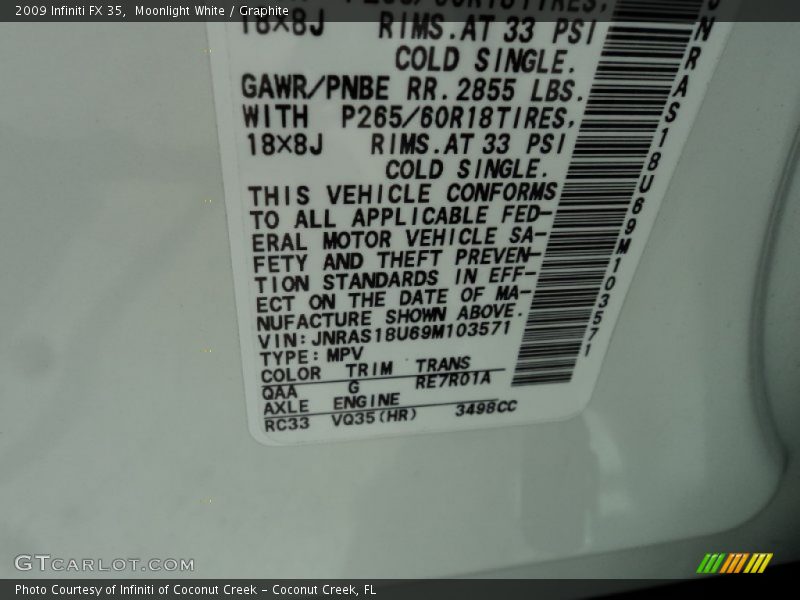 2009 Infiniti FX 35, Moonlight White / Graphite
18×8J RIMS.AT 33 PSI
COLD SINGLE.
GAWR/PNBE RR.2855 LBS.
WITH P265/60R18TIRES,
18×8J RIMS.AT 33 PSI
COLD SINGLE.
THIS VEHICLE CONFORMS
TO ALL APPLICABLE FED-
ERAL MOTOR VEHICLE SA-
FETY AND THEFT PREVEN-
TION STANDARDS IN EFF-
ECT ON THE DATE OF MA-
NUFACTURE SHOWN ABOVE.
VIN:JNRAS18U69M103571
TYPE:MPV
COLOR TRIM TRANS
QAA G RE7R01A
AXLE ENGINE
RC33 VQ35(HR) 3498CC
JNRAS18U69M103571
GTCARLOT.COM
Photo Courtesy of Infiniti of Coconut Creek – Coconut Creek, FL